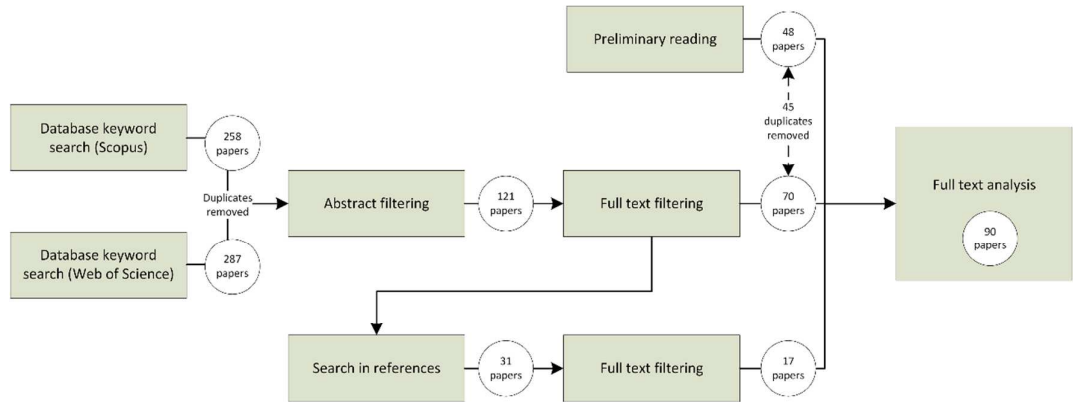 Preliminary reading
48
papers
45
duplicates
removed
Database keyword
search (Scopus)
258
papers
Duplicates
removed
Database keyword
search (Web of Science)
287
papers
Abstract filtering
121
papers
Full text filtering
70
papers
Full text analysis
90
papers
Search in references
31
papers
Full text filtering
17
papers